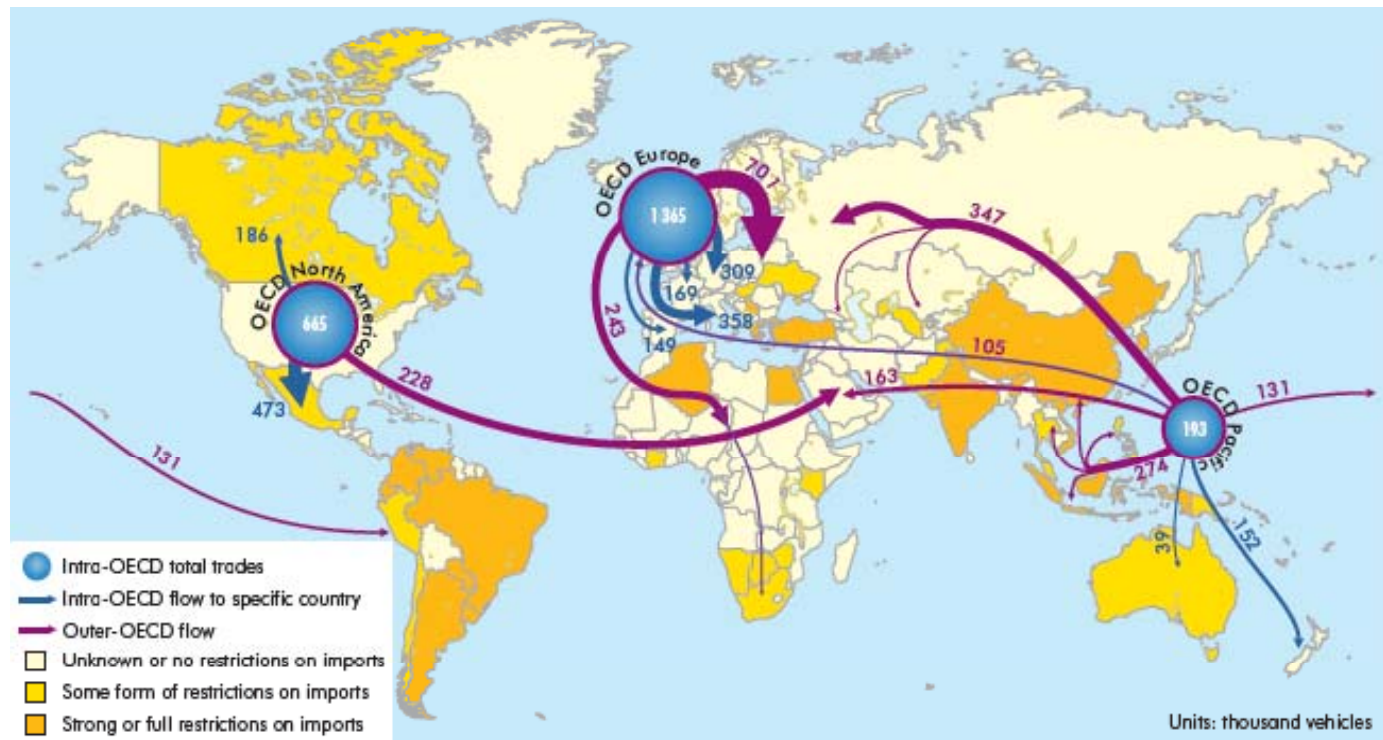 OECD Europe
1 365
701
347
186
309
169
358
149
243
OECD North America
665
473
228
105
163
OECD Pacific
193
131
274
131
39
152
Intra-OECD total trades
Intra-OECD flow to specific country
Outer-OECD flow
Unknown or no restrictions on imports
Some form of restrictions on imports
Strong or full restrictions on imports
Units: thousand vehicles